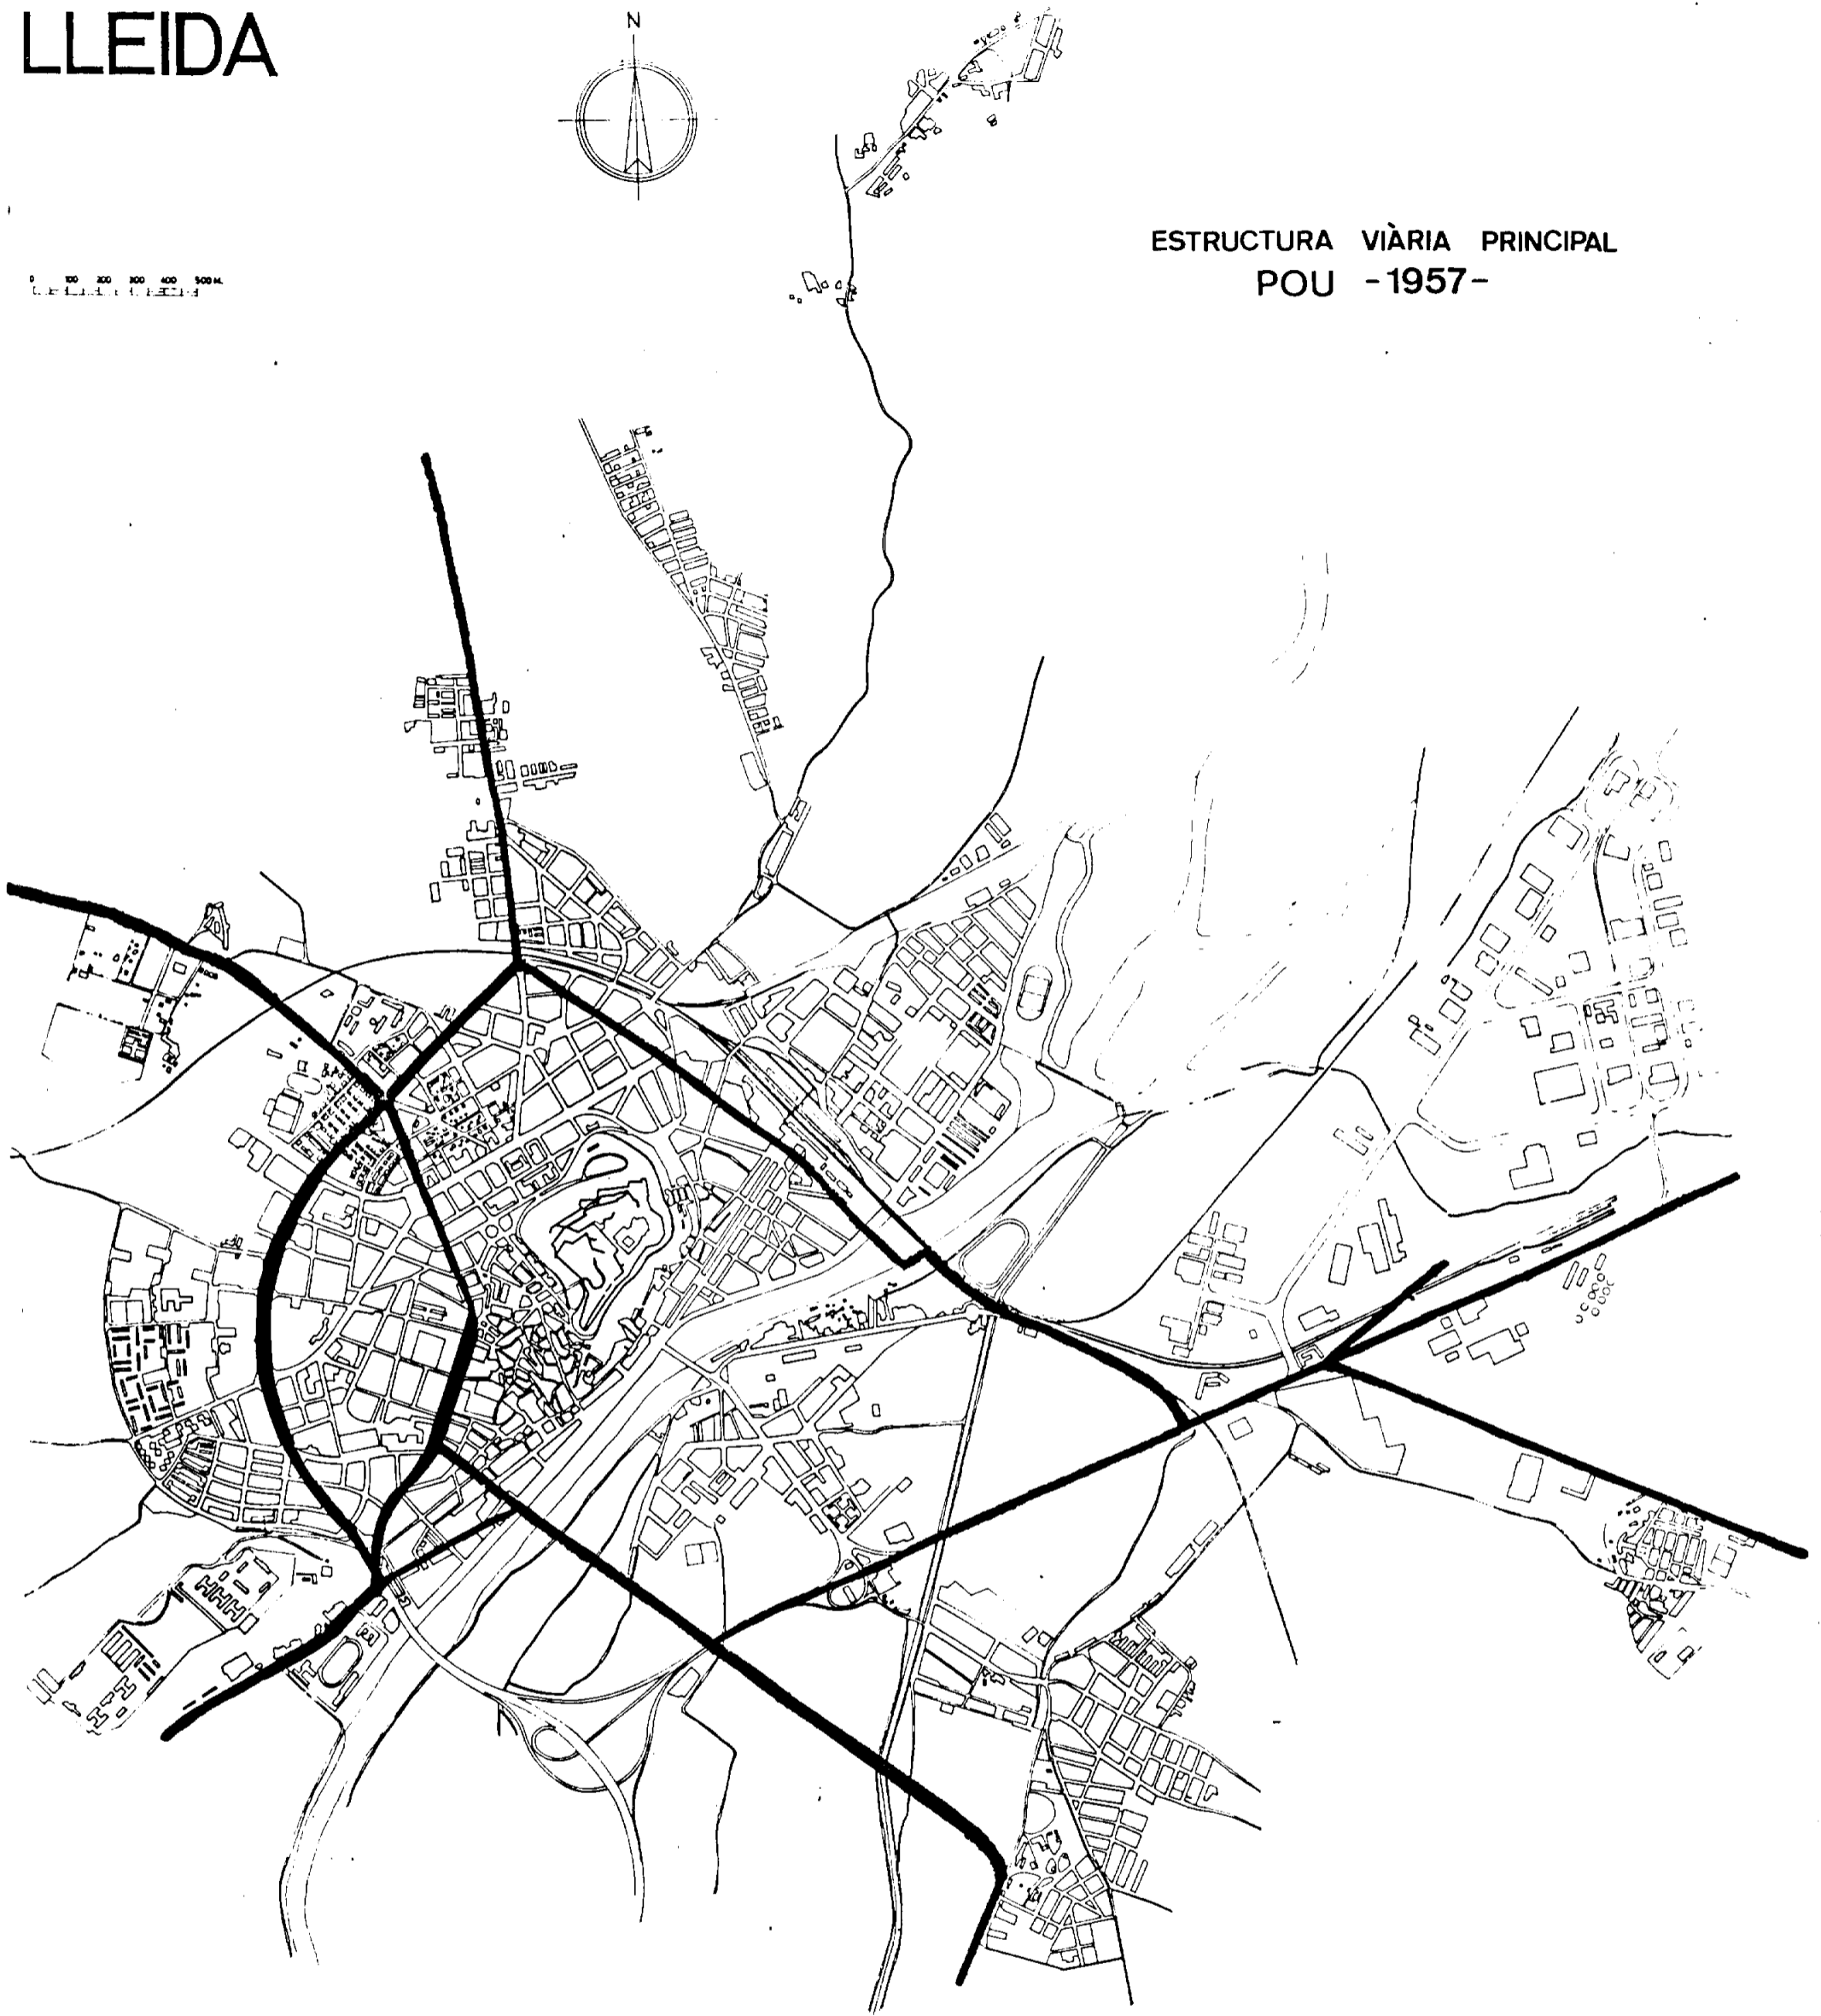 LLEIDA
N
0 100 200 300 400 500 M.
ESTRUCTURA VIÀRIA PRINCIPAL
POU -1957-